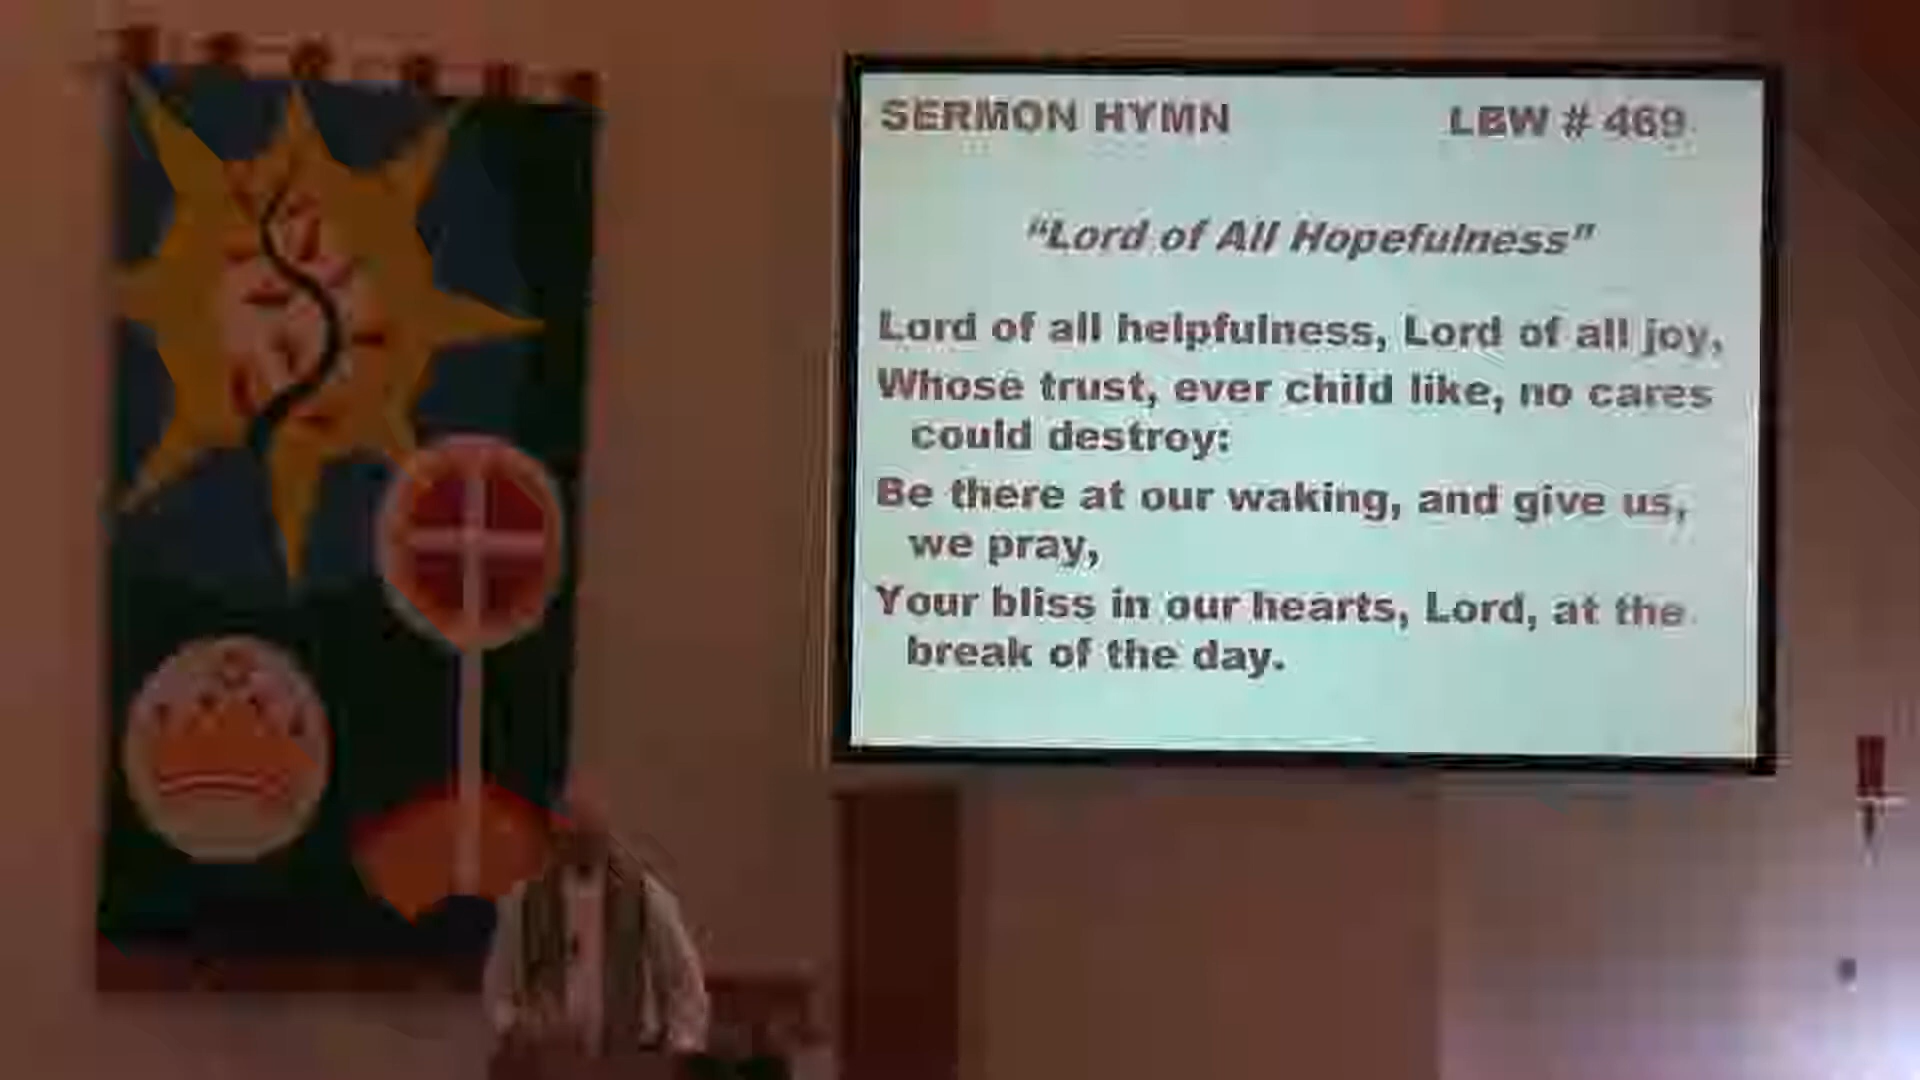 SERMON HYMN LBW # 469
"Lord of All Hopefulness"
Lord of all helpfulness, Lord of all joy,
Whose trust, ever child like, no cares
could destroy:
Be there at our waking, and give us,
we pray,
Your bliss in our hearts, Lord, at the
break of the day.